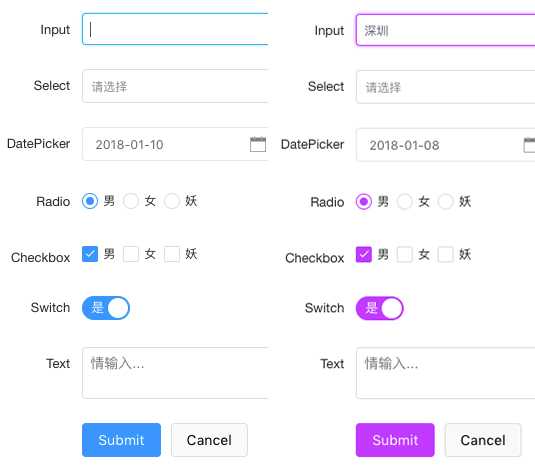 Input
Select 请选择
DatePicker 2018-01-10
Radio 男 女 妖
Checkbox 男 女 妖
Switch 是
Text 情输入...
Submit Cancel
Input 深圳
Select 请选择
DatePicker 2018-01-08
Radio 男 女 妖
Checkbox 男 女 妖
Switch 是
Text 情输入...
Submit Cancel